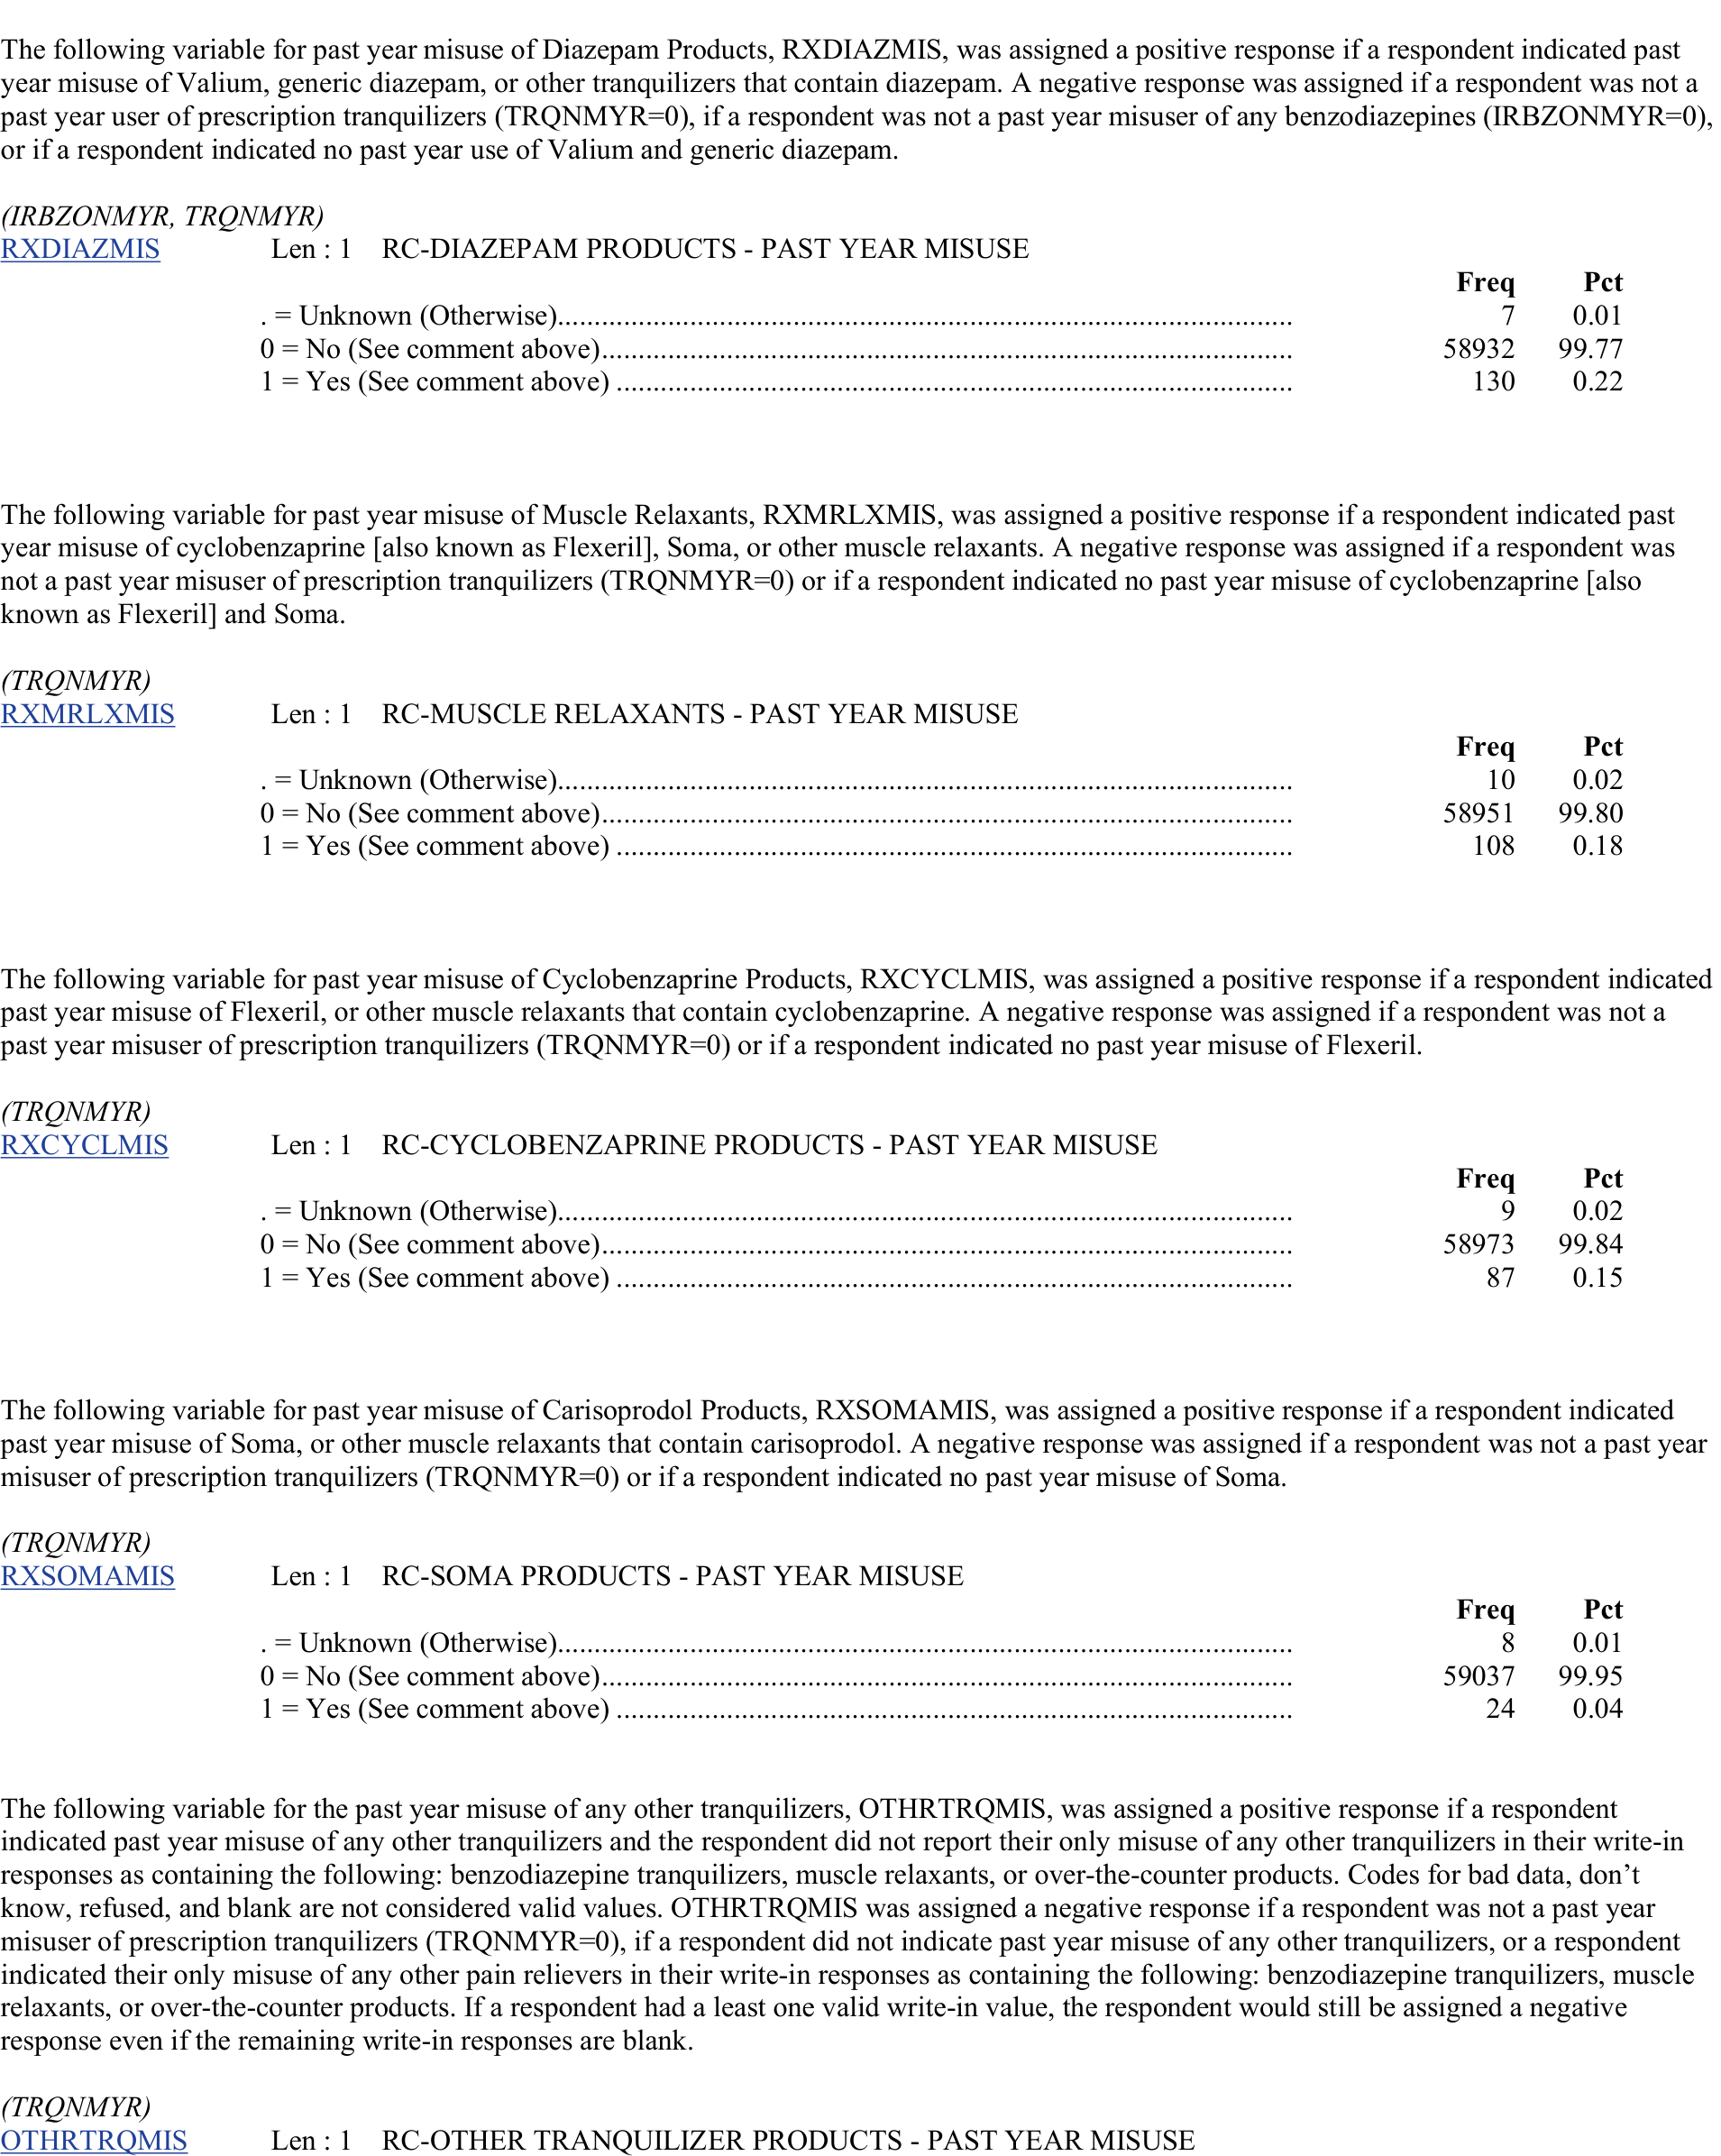 The following variable for past year misuse of Diazepam Products, RXDIAZMIS, was assigned a positive response if a respondent indicated past
year misuse of Valium, generic diazepam, or other tranquilizers that contain diazepam. A negative response was assigned if a respondent was not a
past year user of prescription tranquilizers (TRQNMYR=0), if a respondent was not a past year misuser of any benzodiazepines (IRBZONMYR=0),
or if a respondent indicated no past year use of Valium and generic diazepam.
(IRBZONMYR, TRQNMYR)
RXDIAZMIS Len : 1 RC-DIAZEPAM PRODUCTS - PAST YEAR MISUSE
Freq Pct
. = Unknown (Otherwise)..................................................................................................... 7 0.01
0 = No (See comment above)............................................................................................... 58932 99.77
1 = Yes (See comment above) ............................................................................................. 130 0.22
The following variable for past year misuse of Muscle Relaxants, RXMRLXMIS, was assigned a positive response if a respondent indicated past
year misuse of cyclobenzaprine [also known as Flexeril], Soma, or other muscle relaxants. A negative response was assigned if a respondent was
not a past year misuser of prescription tranquilizers (TRQNMYR=0) or if a respondent indicated no past year misuse of cyclobenzaprine [also
known as Flexeril] and Soma.
(TRQNMYR)
RXMRLXMIS Len : 1 RC-MUSCLE RELAXANTS - PAST YEAR MISUSE
Freq Pct
. = Unknown (Otherwise)..................................................................................................... 10 0.02
0 = No (See comment above)............................................................................................... 58951 99.80
1 = Yes (See comment above) ............................................................................................. 108 0.18
The following variable for past year misuse of Cyclobenzaprine Products, RXCYCLMIS, was assigned a positive response if a respondent indicated
past year misuse of Flexeril, or other muscle relaxants that contain cyclobenzaprine. A negative response was assigned if a respondent was not a
past year misuser of prescription tranquilizers (TRQNMYR=0) or if a respondent indicated no past year misuse of Flexeril.
(TRQNMYR)
RXCYCLMIS Len : 1 RC-CYCLOBENZAPRINE PRODUCTS - PAST YEAR MISUSE
Freq Pct
. = Unknown (Otherwise)..................................................................................................... 9 0.02
0 = No (See comment above)............................................................................................... 58973 99.84
1 = Yes (See comment above) ............................................................................................. 87 0.15
The following variable for past year misuse of Carisoprodol Products, RXSOMAMIS, was assigned a positive response if a respondent indicated
past year misuse of Soma, or other muscle relaxants that contain carisoprodol. A negative response was assigned if a respondent was not a past year
misuser of prescription tranquilizers (TRQNMYR=0) or if a respondent indicated no past year misuse of Soma.
(TRQNMYR)
RXSOMAMIS Len : 1 RC-SOMA PRODUCTS - PAST YEAR MISUSE
Freq Pct
. = Unknown (Otherwise)..................................................................................................... 8 0.01
0 = No (See comment above)............................................................................................... 59037 99.95
1 = Yes (See comment above) ............................................................................................. 24 0.04
The following variable for the past year misuse of any other tranquilizers, OTHRTRQMIS, was assigned a positive response if a respondent
indicated past year misuse of any other tranquilizers and the respondent did not report their only misuse of any other tranquilizers in their write-in
responses as containing the following: benzodiazepine tranquilizers, muscle relaxants, or over-the-counter products. Codes for bad data, don’t
know, refused, and blank are not considered valid values. OTHRTRQMIS was assigned a negative response if a respondent was not a past year
misuser of prescription tranquilizers (TRQNMYR=0), if a respondent did not indicate past year misuse of any other tranquilizers, or a respondent
indicated their only misuse of any other pain relievers in their write-in responses as containing the following: benzodiazepine tranquilizers, muscle
relaxants, or over-the-counter products. If a respondent had a least one valid write-in value, the respondent would still be assigned a negative
response even if the remaining write-in responses are blank.
(TRQNMYR)
OTHRTRQMIS Len : 1 RC-OTHER TRANQUILIZER PRODUCTS - PAST YEAR MISUSE